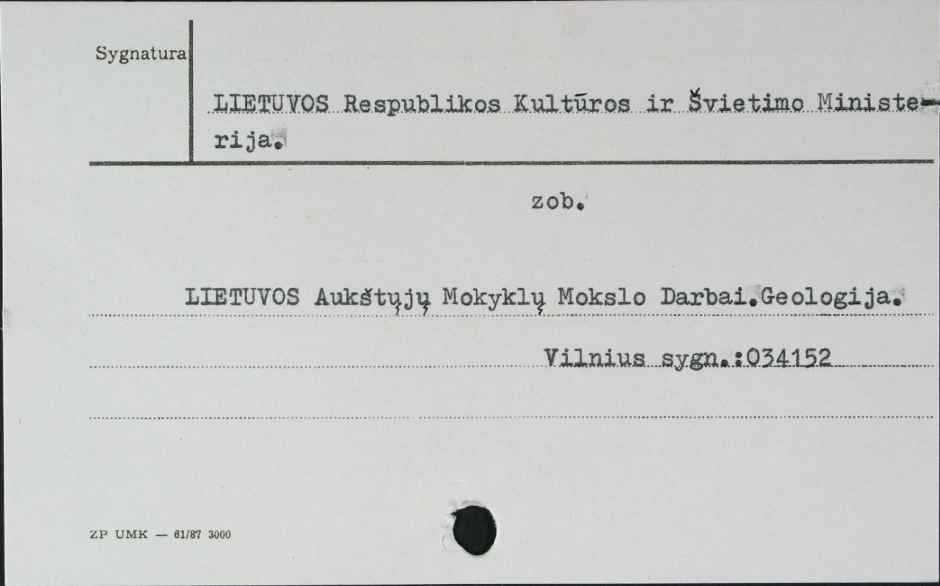 Sygnatura
LIETUVOS Respublikos Kultūros ir Švietimo Ministe-
rija.
zob.
LIETUVOS Aukštųjų Mokyklų Mokslo Darbai.Geologija.
Vilnius sygn.:034152
ZP UMK — 61/87 3000